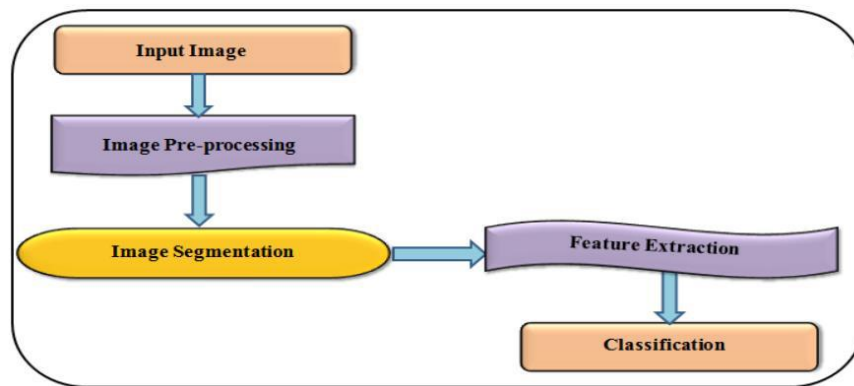 Input Image
Image Pre-processing
Image Segmentation
Feature Extraction
Classification